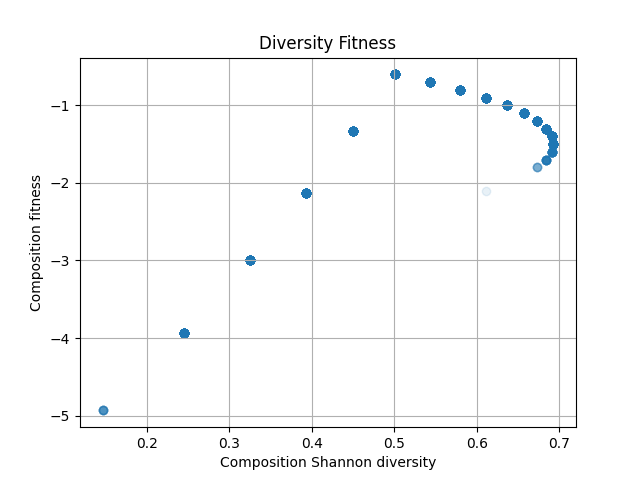 Diversity Fitness
−1
−2
−3
−4
−5
Composition fitness
0.2 0.3 0.4 0.5 0.6 0.7
Composition Shannon diversity